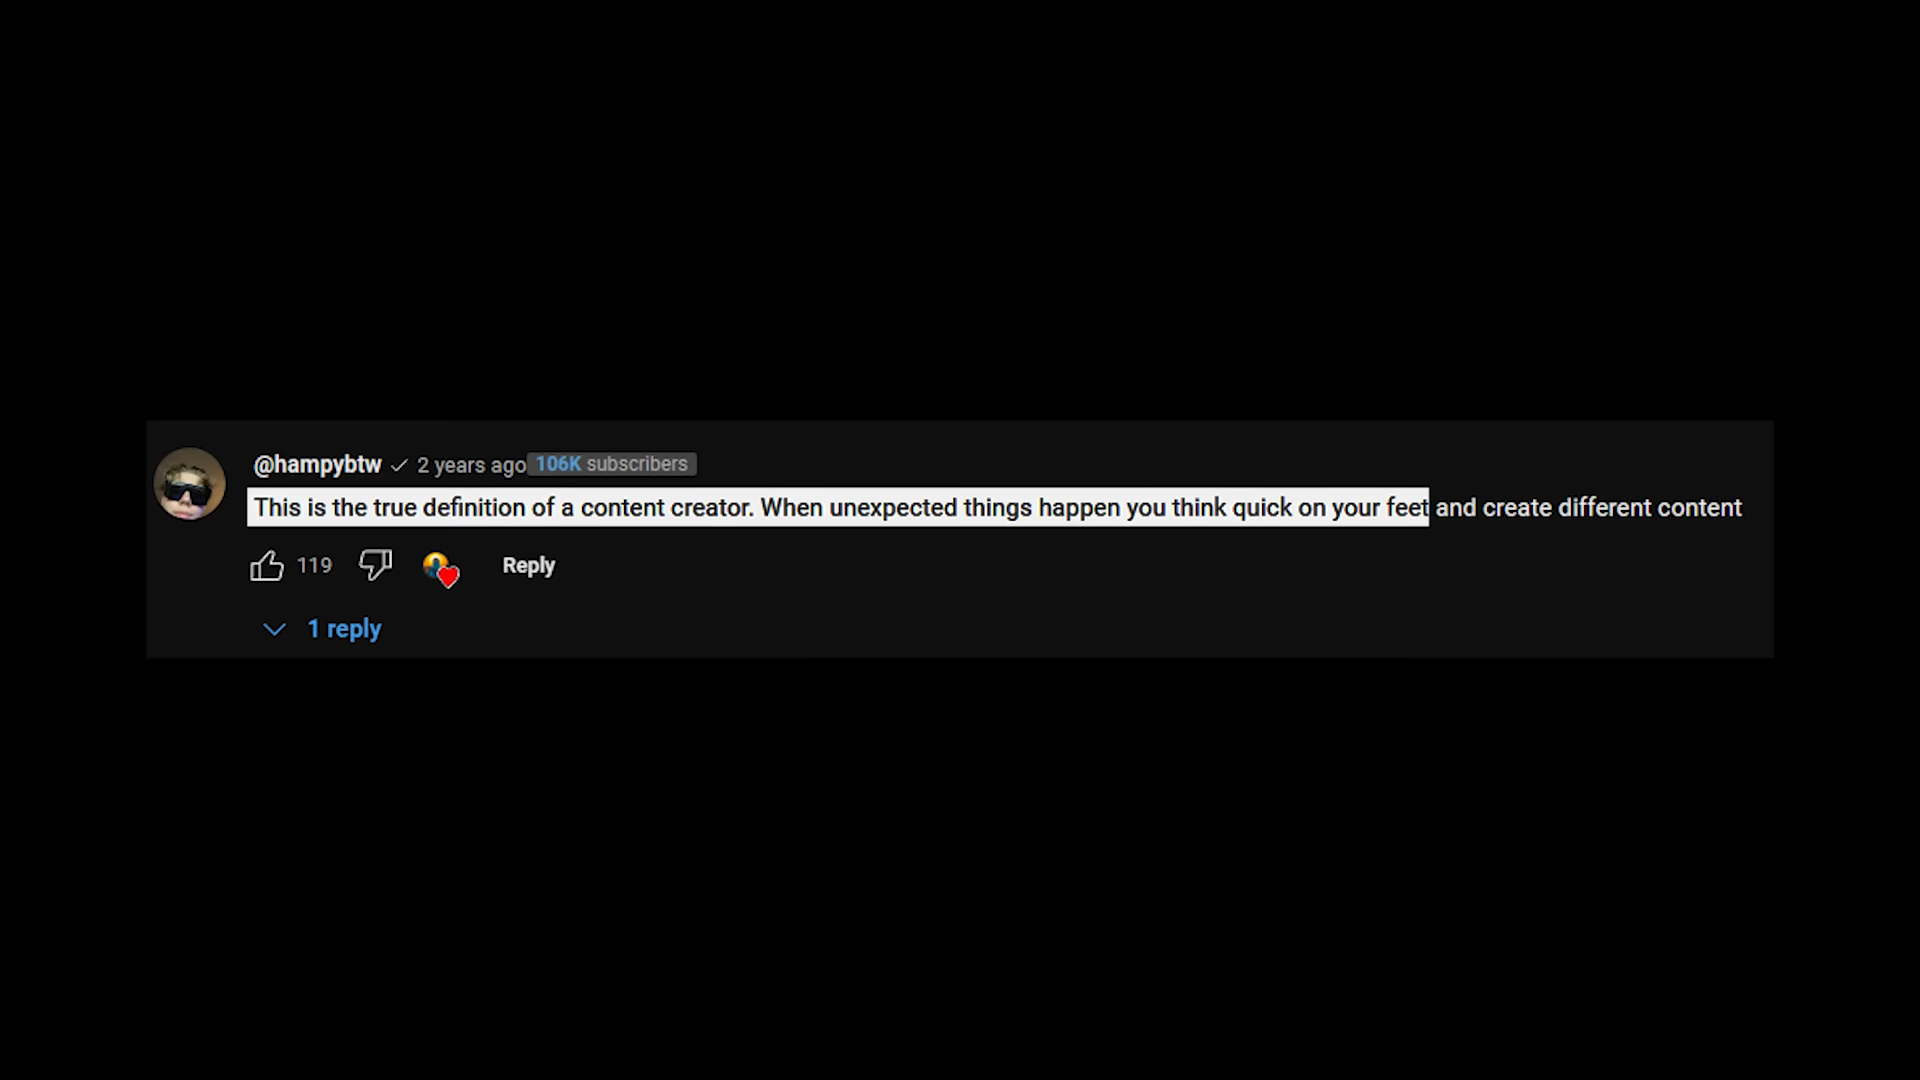 @hampybtw 2 years ago 106K subscribers
This is the true definition of a content creator. When unexpected things happen you think quick on your feet and create different content
119 Reply
1 reply